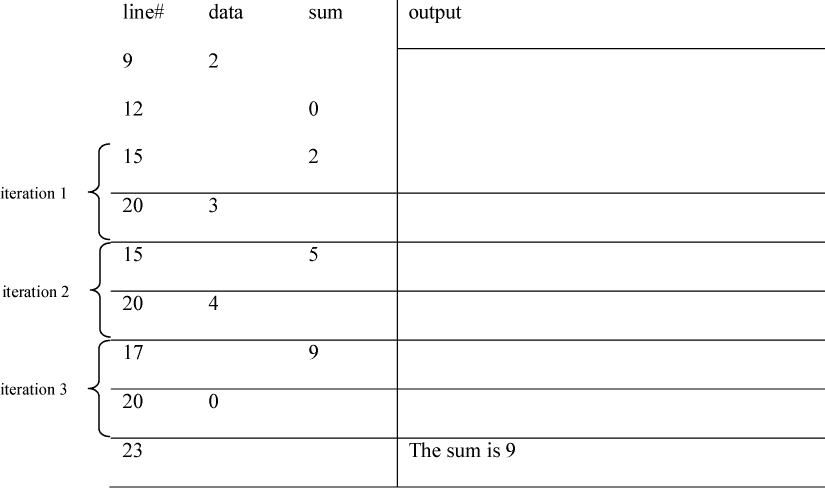 line# data sum output
9 2
12 0
15 2
iteration 1
20 3
15 5
iteration 2
20 4
17 9
iteration 3
20 0
23 The sum is 9